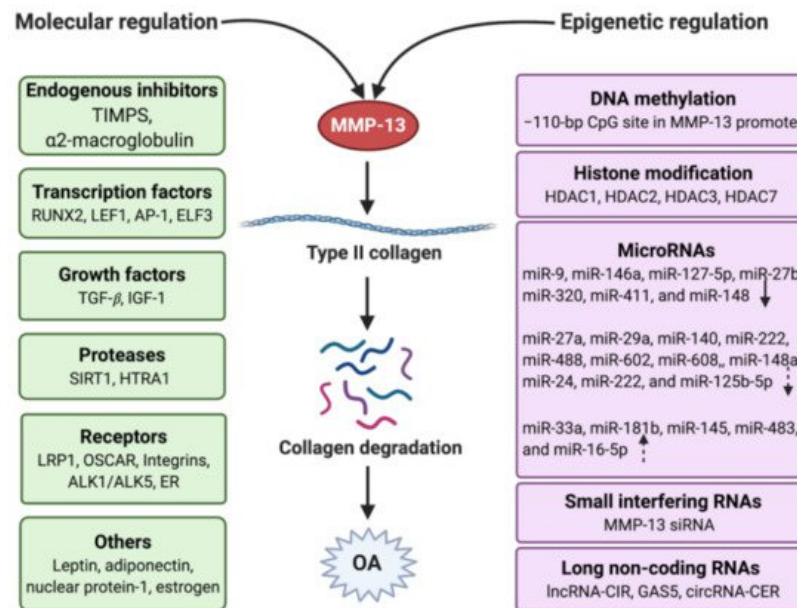 Molecular regulation
Epigenetic regulation
Endogenous inhibitors
TIMPS,
α2-macroglobulin
Transcription factors
RUNX2, LEF1, AP-1, ELF3
Growth factors
TGF-β, IGF-1
Proteases
SIRT1, HTRA1
Receptors
LRP1, OSCAR, Integrins,
ALK1/ALK5, ER
Others
Leptin, adiponectin,
nuclear protein-1, estrogen
MMP-13
Type II collagen
Collagen degradation
OA
DNA methylation
−110-bp CpG site in MMP-13 promote
Histone modification
HDAC1, HDAC2, HDAC3, HDAC7
MicroRNAs
miR-9, miR-146a, miR-127-5p, miR-27b
miR-320, miR-411, and miR-148
miR-27a, miR-29a, miR-140, miR-222,
miR-488, miR-602, miR-608,, miR-148a
miR-24, miR-222, and miR-125b-5p
miR-33a, miR-181b, miR-145, miR-483,
and miR-16-5p
Small interfering RNAs
MMP-13 siRNA
Long non-coding RNAs
lncRNA-CIR, GAS5, circRNA-CER